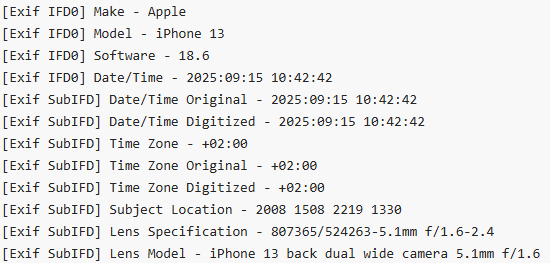 [Exif IFD0] Make - Apple
[Exif IFD0] Model - iPhone 13
[Exif IFD0] Software - 18.6
[Exif IFD0] Date/Time - 2025:09:15 10:42:42
[Exif SubIFD] Date/Time Original - 2025:09:15 10:42:42
[Exif SubIFD] Date/Time Digitized - 2025:09:15 10:42:42
[Exif SubIFD] Time Zone - +02:00
[Exif SubIFD] Time Zone Original - +02:00
[Exif SubIFD] Time Zone Digitized - +02:00
[Exif SubIFD] Subject Location - 2008 1508 2219 1330
[Exif SubIFD] Lens Specification - 807365/524263-5.1mm f/1.6-2.4
[Exif SubIFD] Lens Model - iPhone 13 back dual wide camera 5.1mm f/1.6